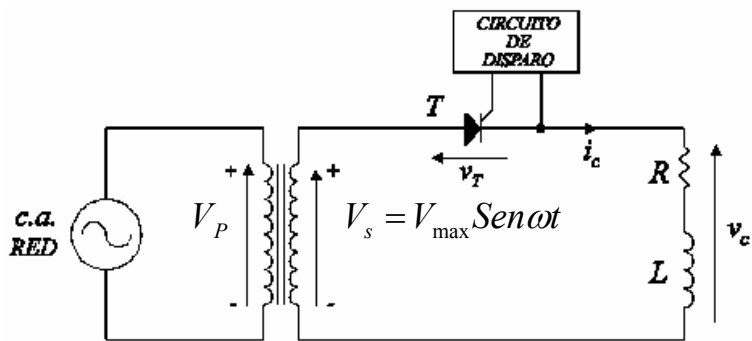 CIRCUITO
DE
DISPARO
T
v_T
i_c
R
+
+
V_P
V_s = V_max Senωt
c.a.
RED
L
v_c
-
-